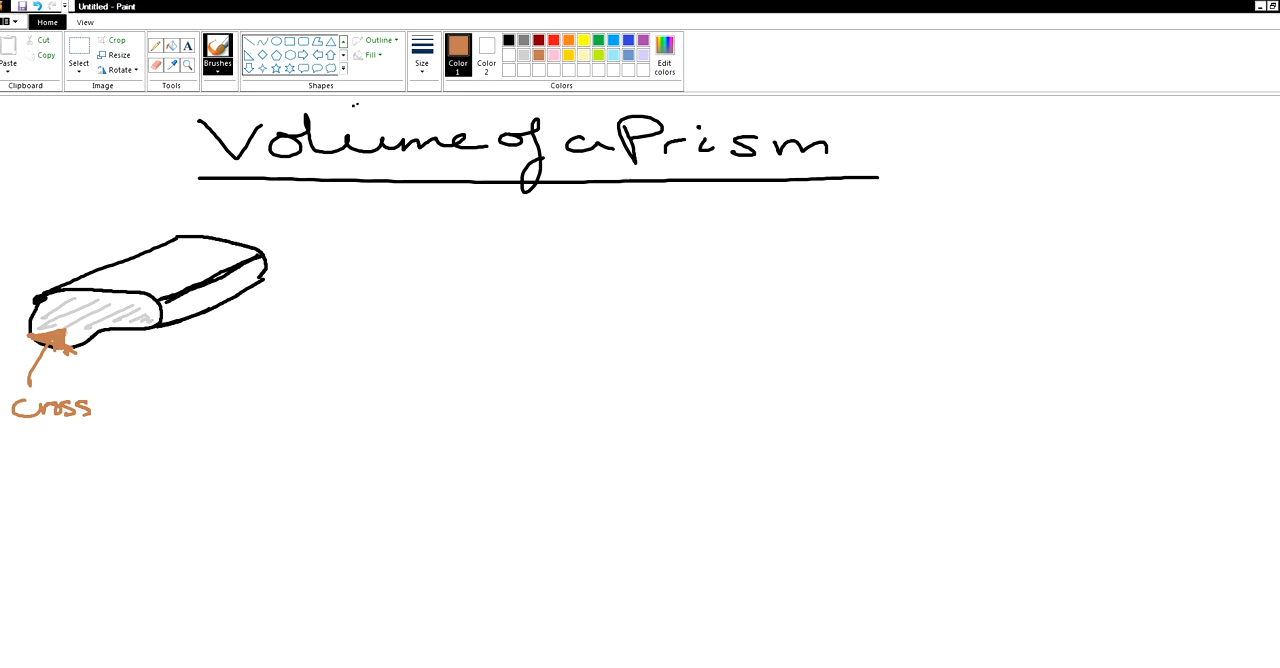 Untitled - Paint
Home View
Paste Cut Copy Select Crop Resize Rotate A Brushes Outline Fill Size Color 1 Color 2 Edit colors
Clipboard Image Tools Shapes Colors
Volume of a Prism
Cross